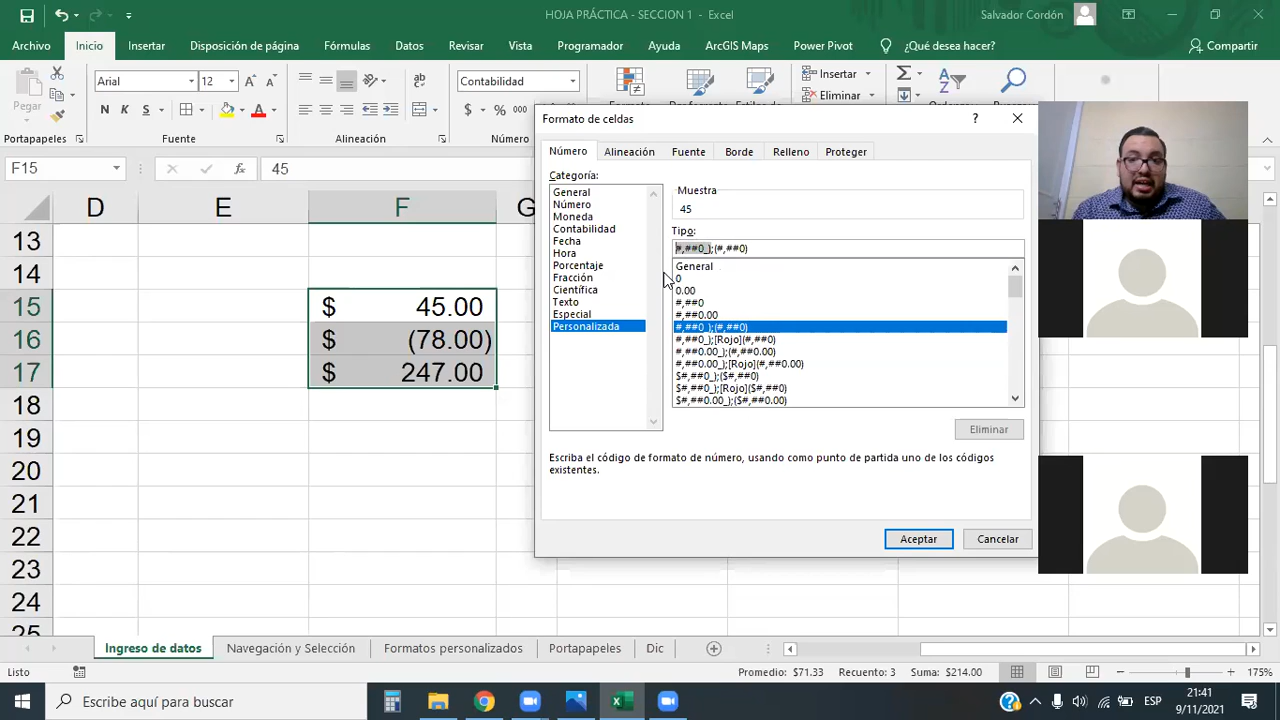 HOJA PRÁCTICA - SECCION 1 - Excel
Salvador Cordón
Archivo Inicio Insertar Disposición de página Fórmulas Datos Revisar Vista Programador Ayuda ArcGIS Maps Power Pivot ¿Qué desea hacer? Compartir
Pegar
Arial 12
N K S
Contabilidad
$ % 000
Insertar
Eliminar
Portapapeles Fuente Alineación Número
F15 45
D E F G
13
14
15 $ 45.00
16 $ (78.00)
17 $ 247.00
18
19
20
21
22
23
24
25
Formato de celdas
Número Alineación Fuente Borde Relleno Proteger
Categoría:
General
Número
Moneda
Contabilidad
Fecha
Hora
Porcentaje
Fracción
Científica
Texto
Especial
Personalizada
Muestra
45
Tipo:
#,##0_);(#,##0)
General
0
0.00
#,##0
#,##0.00
#,##0_);(#,##0)
#,##0_);[Rojo](#,##0)
#,##0.00_);(#,##0.00)
#,##0.00_);[Rojo](#,##0.00)
$#,##0_);($#,##0)
$#,##0_);[Rojo]($#,##0)
$#,##0.00_);($#,##0.00)
Eliminar
Escriba el código de formato de número, usando como punto de partida uno de los códigos
existentes.
Aceptar Cancelar
Ingreso de datos Navegación y Selección Formatos personalizados Portapapeles Dic
Listo Promedio: $71.33 Recuento: 3 Suma: $214.00 175%
Escribe aquí para buscar
ESP
21:41
9/11/2021